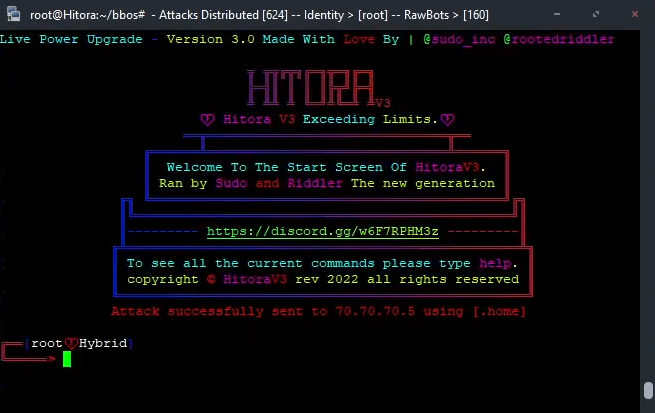 root@Hitora:~/bbos# - Attacks Distributed [624] -- Identity > [root] -- RawBots > [160]
Live Power Upgrade - Version 3.0 Made With Love By | @sudo_inc @rootedriddler
HITORA V3
♡ Hitora V3 Exceeding Limits.♡
Welcome To The Start Screen Of HitoraV3.
Ran by Sudo and Riddler The new generation
--------- https://discord.gg/w6F7RPHM3z ---------
To see all the current commands please type help.
copyright © HitoraV3 rev 2022 all rights reserved
Attack successfully sent to 70.70.70.5 using [.home]
[root♡Hybrid]